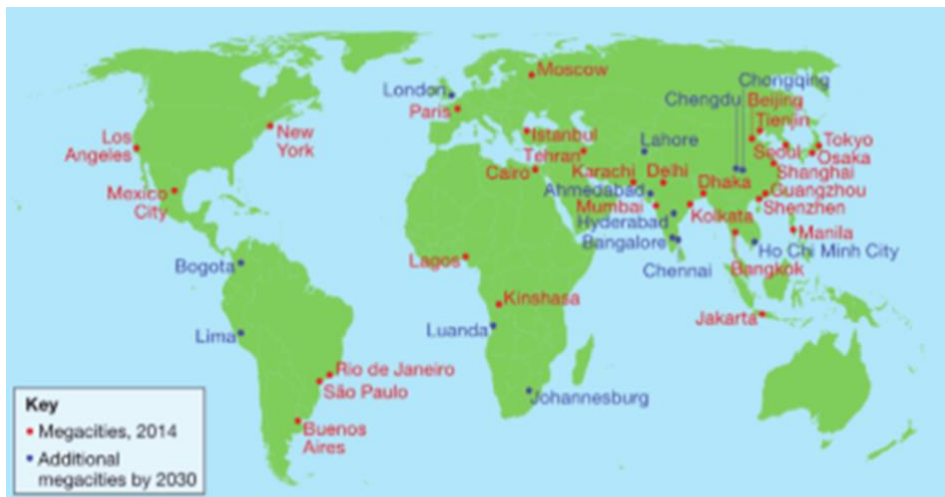 Moscow
Chongqing
London
Chengdu
Beijing
Paris
Tienjin
Los
Angeles
New
York
Istanbul
Lahore
Tokyo
Tehran
Seoul
Osaka
Cairo
Karachi
Delhi
Shanghai
Mexico
City
Ahmedabad
Dhaka
Guangzhou
Mumbai
Shenzhen
Hyderabad
Kolkata
Manila
Bangalore
Ho Chi Minh City
Bogota
Lagos
Chennai
Bangkok
Kinshasa
Jakarta
Luanda
Lima
Rio de Janeiro
São Paulo
Johannesburg
Buenos
Aires
Key
Megacities, 2014
Additional
megacities by 2030